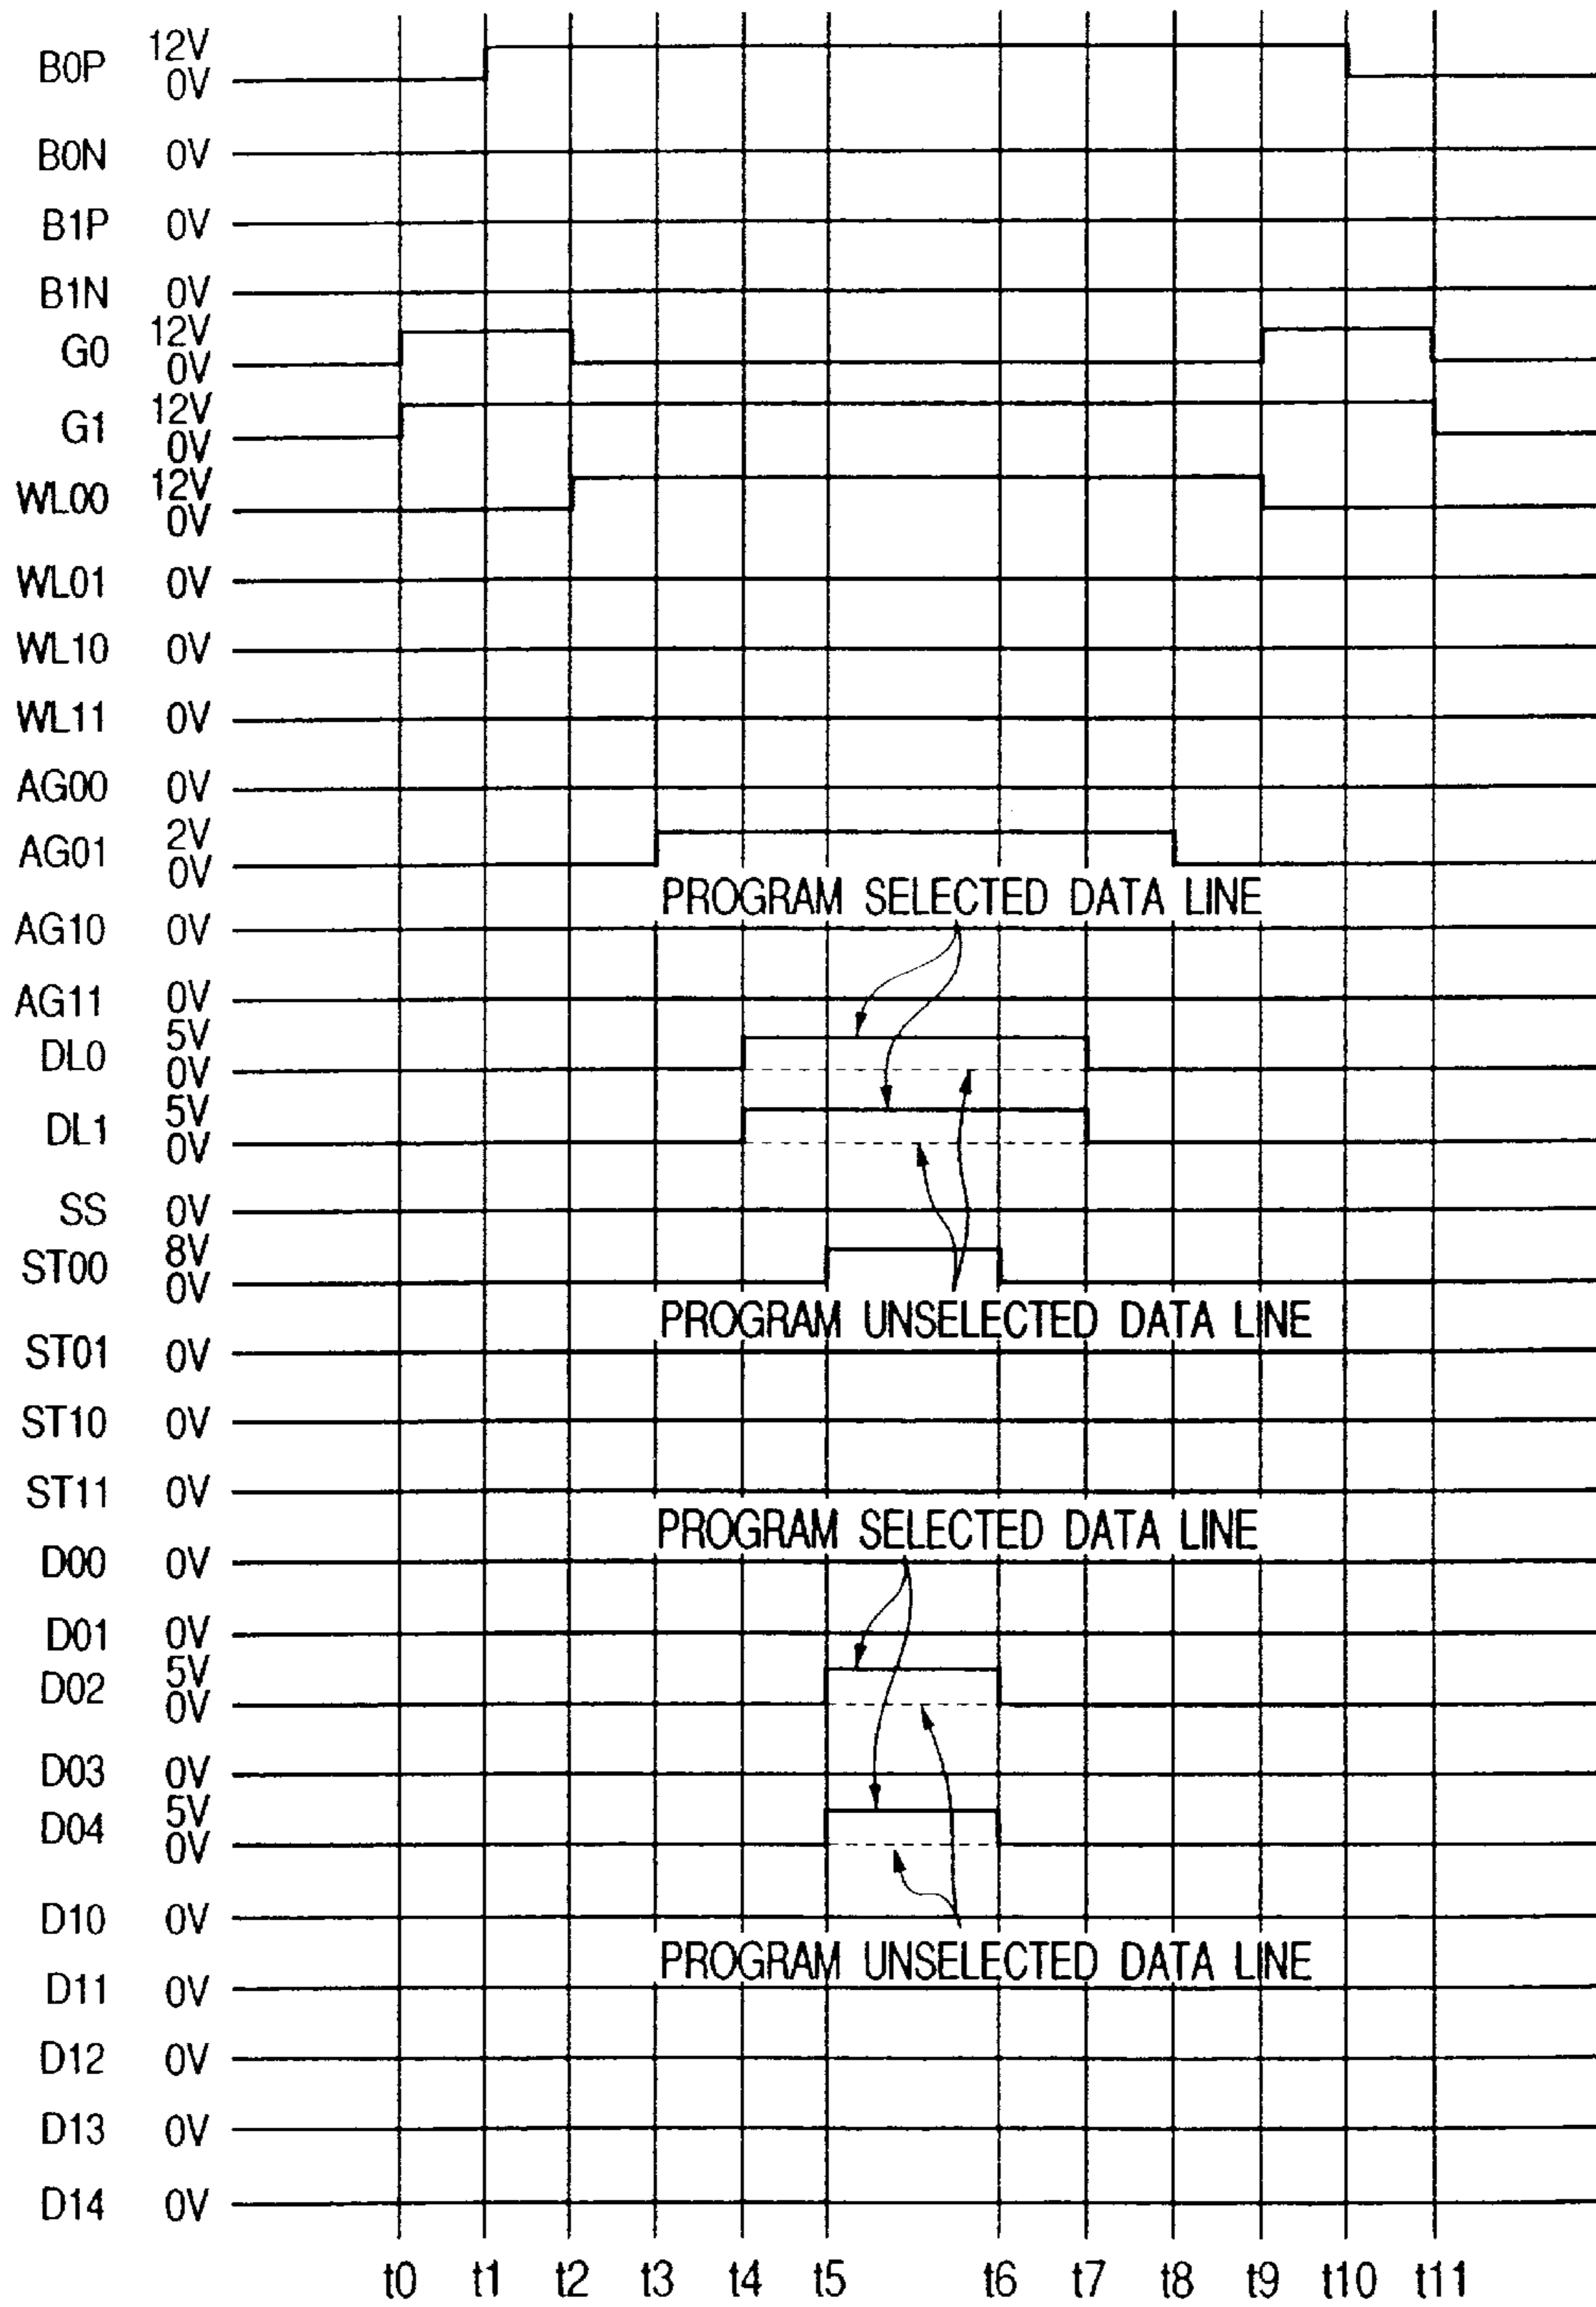 B0P 12V
0V
B0N 0V
B1P 0V
B1N 0V
G0 12V
0V
G1 12V
0V
WL00 12V
0V
WL01 0V
WL10 0V
WL11 0V
AG00 0V
AG01 2V
0V
PROGRAM SELECTED DATA LINE
AG10 0V
AG11 0V
DL0 5V
0V
DL1 5V
0V
SS 0V
ST00 8V
0V
PROGRAM UNSELECTED DATA LINE
ST01 0V
ST10 0V
ST11 0V
PROGRAM SELECTED DATA LINE
D00 0V
D01 0V
D02 5V
0V
D03 0V
D04 5V
0V
D10 0V
PROGRAM UNSELECTED DATA LINE
D11 0V
D12 0V
D13 0V
D14 0V
t0 t1 t2 t3 t4 t5 t6 t7 t8 t9 t10 t11